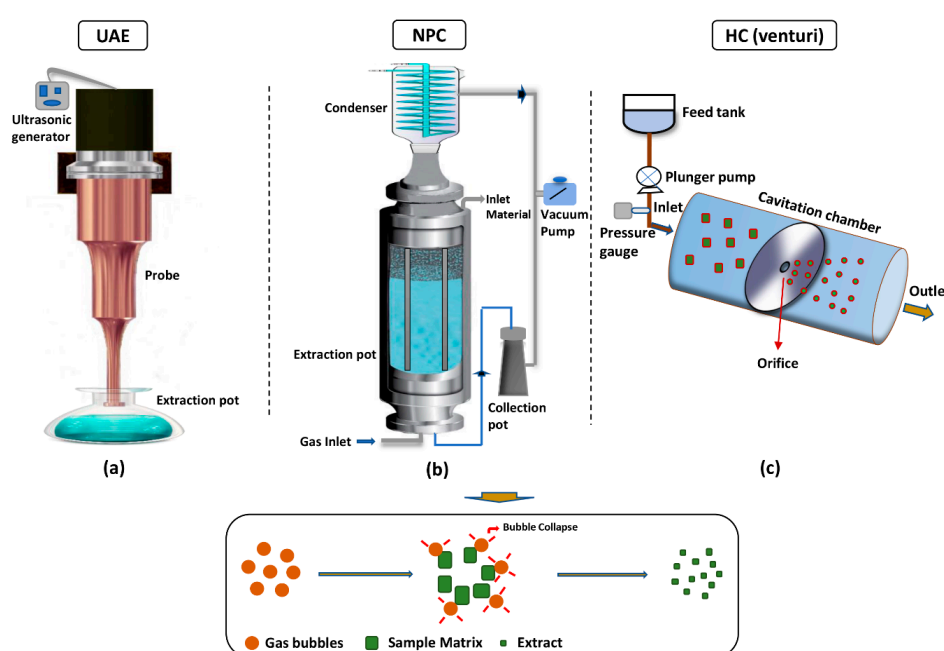 UAE
NPC
HC (venturi)
Ultrasonic
generator
Probe
Extraction pot
(a)
Condenser
Inlet
Material
Vacuum
Pump
Extraction pot
Collection
pot
Gas Inlet
(b)
Feed tank
Plunger pump
Inlet
Pressure
gauge
Cavitation chamber
Outle
Orifice
(c)
Bubble Collapse
Gas bubbles
Sample Matrix
Extract